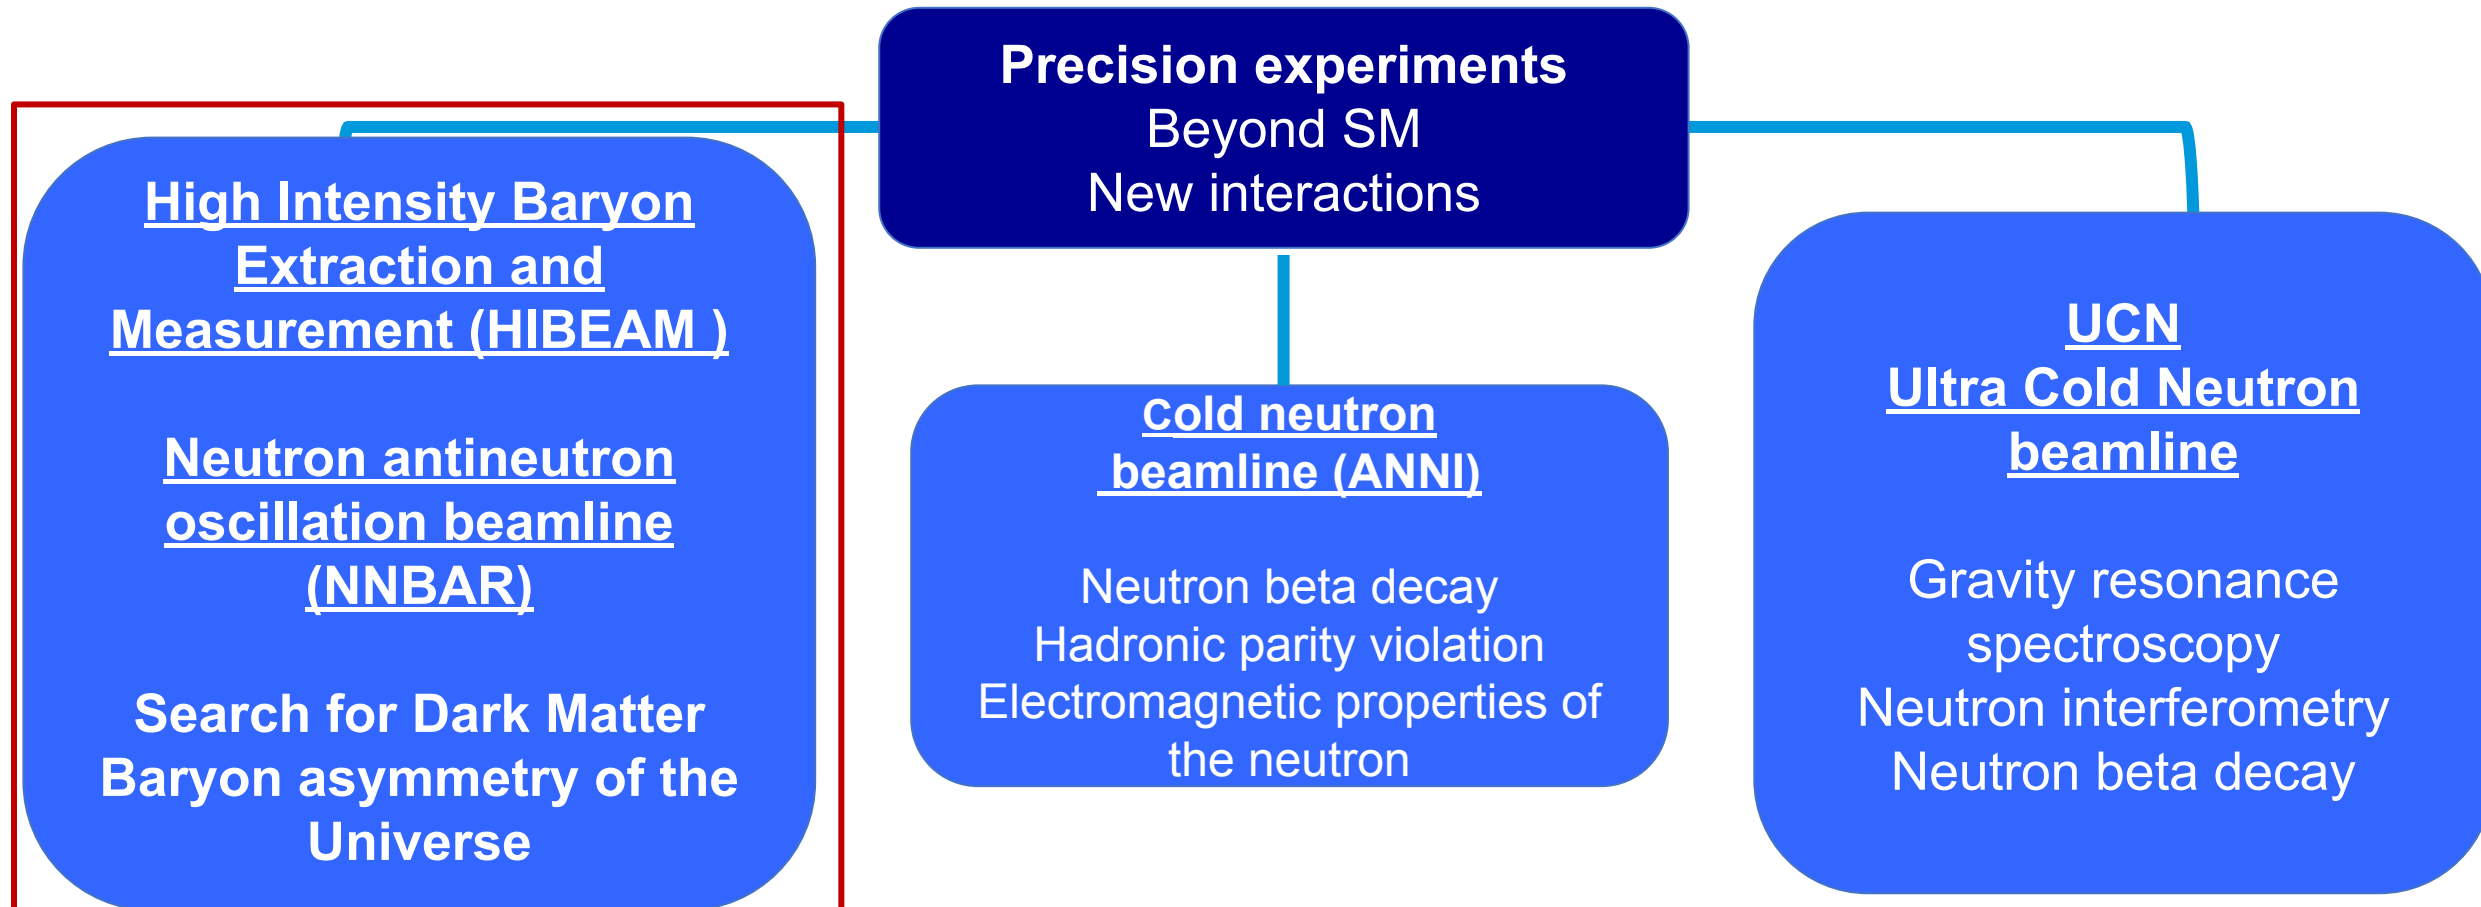 Precision experiments
Beyond SM
New interactions
High Intensity Baryon
Extraction and
Measurement (HIBEAM )
Neutron antineutron
oscillation beamline
(NNBAR)
Search for Dark Matter
Baryon asymmetry of the
Universe
Cold neutron
beamline (ANNI)
Neutron beta decay
Hadronic parity violation
Electromagnetic properties of
the neutron
UCN
Ultra Cold Neutron
beamline
Gravity resonance
spectroscopy
Neutron interferometry
Neutron beta decay